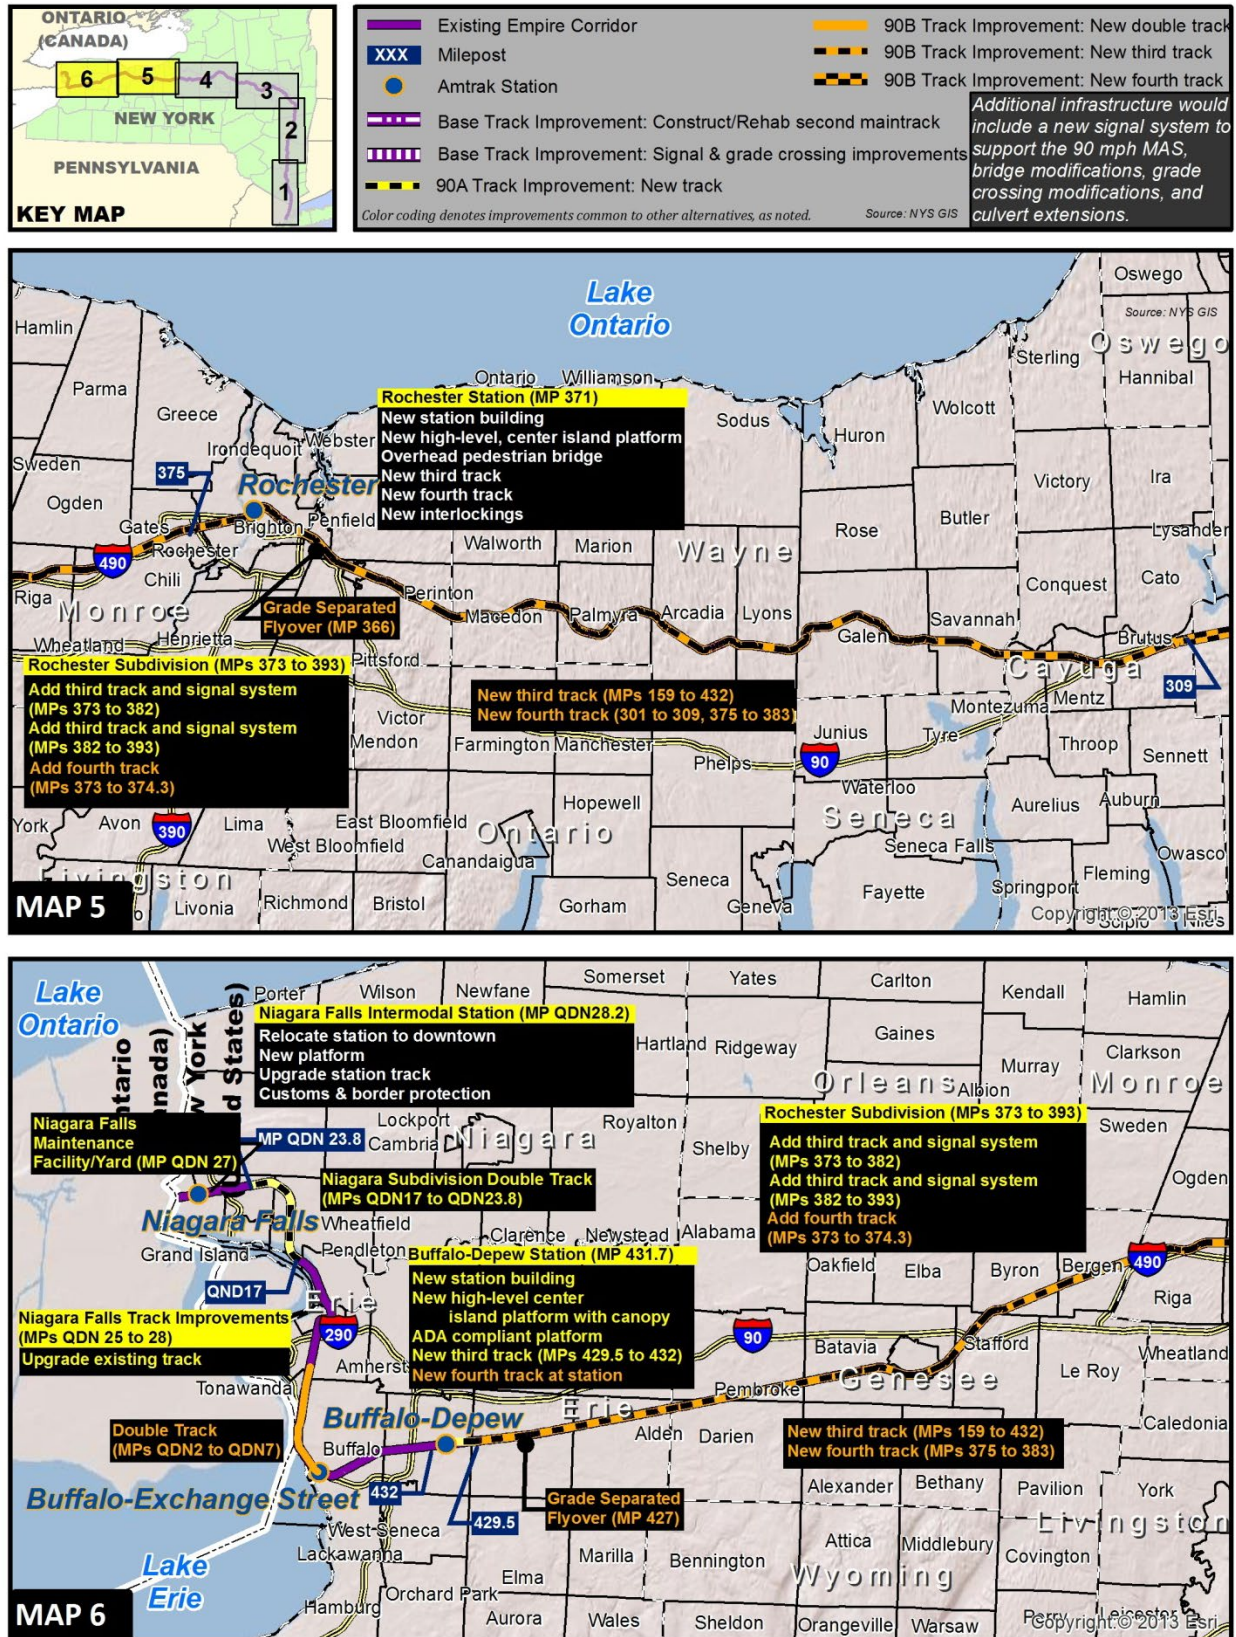 ONTARIO
(CANADA)
6
5
4
3
2
1
NEW YORK
PENNSYLVANIA
KEY MAP
Existing Empire Corridor
XXX Milepost
Amtrak Station
Base Track Improvement: Construct/Rehab second maintrack
Base Track Improvement: Signal & grade crossing improvements
90A Track Improvement: New track
Color coding denotes improvements common to other alternatives, as noted.
Source: NYS GIS
90B Track Improvement: New double track
90B Track Improvement: New third track
90B Track Improvement: New fourth track
Additional infrastructure would
include a new signal system to
support the 90 mph MAS,
bridge modifications, grade
crossing modifications, and
culvert extensions.
Lake
Ontario
Oswego
Source: NYS GIS
Oswego
Hamlin
Sterling
Hannibal
Parma
Ontario
Williamson
Greece
Rochester Station (MP 371)
New station building
New high-level, center island platform
Overhead pedestrian bridge
New third track
New fourth track
New interlockings
Sodus
Wolcott
Huron
Irondequoit
Webster
Sweden
375
Rochester
Victory
Ira
Ogden
Gates
Brighton
Penfield
Rose
Butler
Lysander
Rochester
Walworth
Marion
Wayne
490
Chili
Riga
Monroe
Perinton
Macedon
Palmyra
Arcadia
Lyons
Conquest
Cato
Grade Separated
Flyover (MP 366)
Savannah
Galen
Brutus
Wheatland
Henrietta
Pittsford
Cayuga
Rochester Subdivision (MPs 373 to 393)
Add third track and signal system
(MPs 373 to 382)
Add third track and signal system
(MPs 382 to 393)
Add fourth track
(MPs 373 to 374.3)
New third track (MPs 159 to 432)
New fourth track (301 to 309, 375 to 383)
309
Montezuma
Mentz
Victor
Mendon
Farmington
Manchester
Junius
Tyre
Throop
Sennett
Phelps
90
Waterloo
Hopewell
Aurelius
Auburn
York
Avon
390
Lima
East Bloomfield
Ontario
Seneca
West Bloomfield
Canandaigua
Seneca Falls
Owasco
Livingston
Seneca
Fayette
Springport
Fleming
MAP 5
Livonia
Richmond
Bristol
Gorham
Geneva
Copyright:© 2013 Esri
Scipio
Niles
Lake
Ontario
Porter
Wilson
Newfane
Somerset
Yates
Carlton
Kendall
Hamlin
Niagara Falls Intermodal Station (MP QDN28.2)
Relocate station to downtown
New platform
Upgrade station track
Customs & border protection
Hartland
Ridgeway
Gaines
Murray
Clarkson
Orleans
Albion
Monroe
Niagara Falls
Maintenance
Facility/Yard (MP QDN 27)
MP QDN 23.8
Lockport
Cambria
Niagara
Royalton
Shelby
Rochester Subdivision (MPs 373 to 393)
Add third track and signal system
(MPs 373 to 382)
Add third track and signal system
(MPs 382 to 393)
Add fourth track
(MPs 373 to 374.3)
Sweden
Ogden
Niagara Subdivision Double Track
(MPs QDN17 to QDN23.8)
Niagara Falls
Wheatfield
Clarence
Newstead
Alabama
Grand Island
Pendleton
Buffalo-Depew Station (MP 431.7)
New station building
New high-level center
island platform with canopy
ADA compliant platform
New third track (MPs 429.5 to 432)
New fourth track at station
Oakfield
Elba
Byron
Bergen
490
QND17
Erie
Riga
Niagara Falls Track Improvements
(MPs QDN 25 to 28)
Upgrade existing track
290
90
Batavia
Stafford
Amherst
Le Roy
Wheatland
Tonawanda
Pembroke
Genesee
Erie
Buffalo-Depew
Double Track
(MPs QDN2 to QDN7)
Buffalo
Alden
Darien
New third track (MPs 159 to 432)
New fourth track (MPs 375 to 383)
Caledonia
Buffalo-Exchange Street
432
Grade Separated
Flyover (MP 427)
Alexander
Bethany
Pavilion
York
429.5
West Seneca
Lackawanna
Livingston
Lake
Erie
Marilla
Bennington
Attica
Middlebury
Covington
Elma
Wyoming
Orchard Park
MAP 6
Hamburg
Aurora
Wales
Sheldon
Orangeville
Warsaw
Perry
Leicester
Copyright:© 2013 Esri